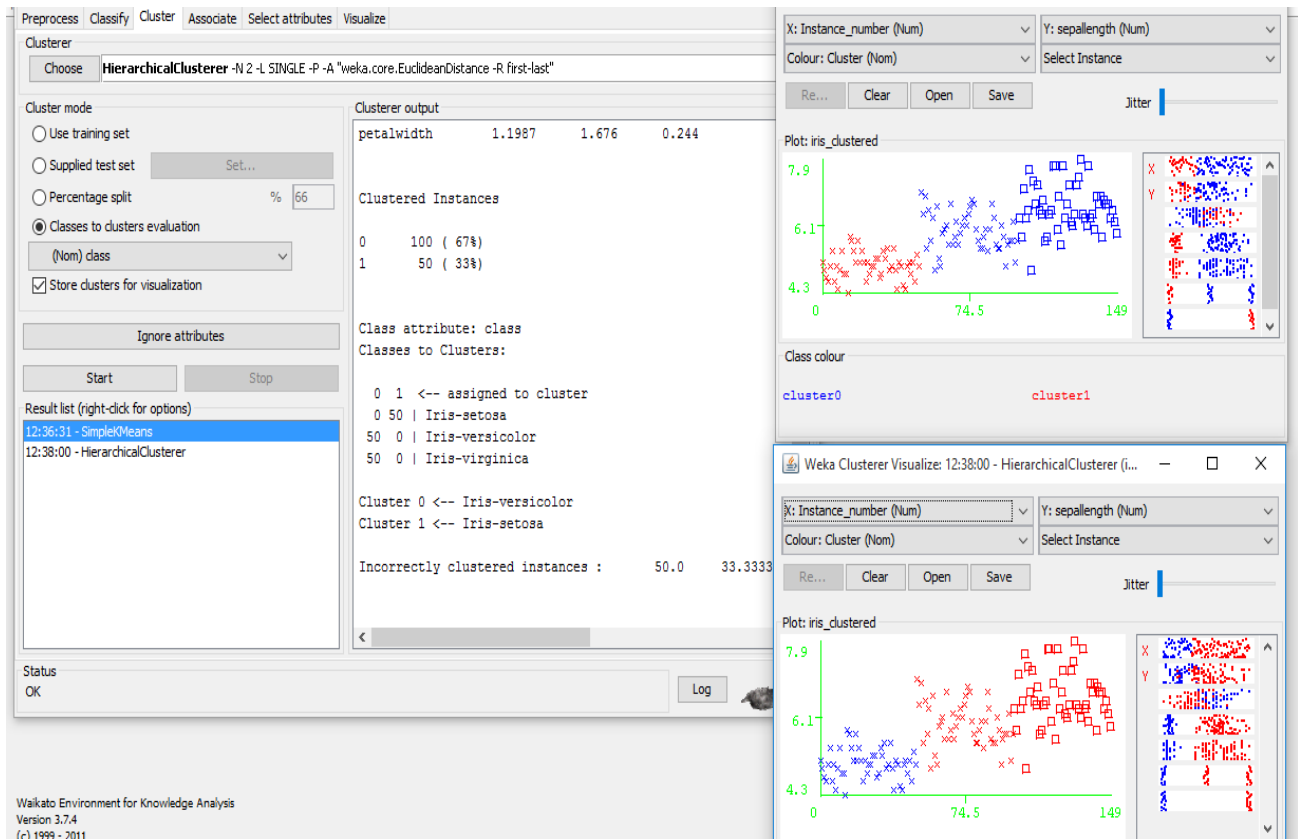 Preprocess Classify Cluster Associate Select attributes Visualize
Clusterer
Choose HierarchicalClusterer -N 2 -L SINGLE -P -A "weka.core.EuclideanDistance -R first-last"
Cluster mode
Use training set
Supplied test set Set...
Percentage split % 66
Classes to clusters evaluation
(Nom) class
Store clusters for visualization
Ignore attributes
Start Stop
Result list (right-click for options)
12:36:31 - SimpleKMeans
12:38:00 - HierarchicalClusterer
Clusterer output
petalwidth 1.1987 1.676 0.244
Clustered Instances
0 100 ( 67%)
1 50 ( 33%)
Class attribute: class
Classes to Clusters:
0 1 <-- assigned to cluster
0 50 | Iris-setosa
50 0 | Iris-versicolor
50 0 | Iris-virginica
Cluster 0 <-- Iris-versicolor
Cluster 1 <-- Iris-setosa
Incorrectly clustered instances : 50.0 33.3333
Status
OK
Log
X: Instance_number (Num) Y: sepallength (Num)
Colour: Cluster (Nom) Select Instance
Re... Clear Open Save Jitter
Plot: iris_clustered
7.9
6.1
4.3
0 74.5 149
X
Y
Class colour
cluster0 cluster1
Weka Clusterer Visualize: 12:38:00 - HierarchicalClusterer (i...
X: Instance_number (Num) Y: sepallength (Num)
Colour: Cluster (Nom) Select Instance
Re... Clear Open Save Jitter
Plot: iris_clustered
7.9
6.1
4.3
0 74.5 149
X
Y
Waikato Environment for Knowledge Analysis
Version 3.7.4
(c) 1999 - 2011